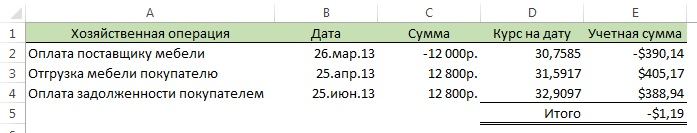 A B C D E
1 Хозяйственная операция Дата Сумма Курс на дату Учетная сумма
2 Оплата поставщику мебели 26.мар.13 -12 000р. 30,7585 -$390,14
3 Отгрузка мебели покупателю 25.апр.13 12 800р. 31,5917 $405,17
4 Оплата задолженности покупателем 25.июн.13 12 800р. 32,9097 $388,94
5 Итого -$1,19